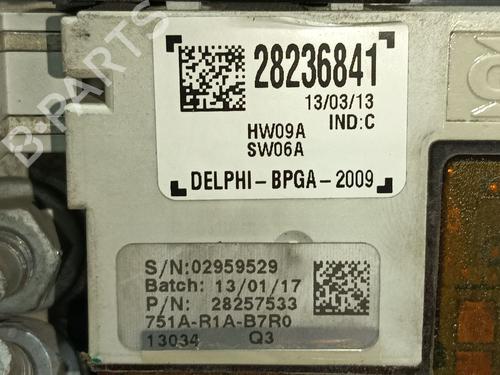 28236841
13/03/13
IND:C
HW09A
SW06A
DELPHI-BPGA-2009
S/N:02959529
Batch: 13/01/17
P/N: 28257533
751A-R1A-B7R0
13034 Q3
B-PARTS